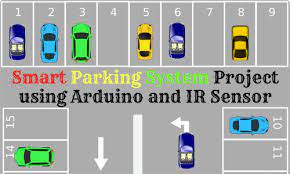 1 2 3 4 5 6 7 8 9
Smart Parking System Project
using Arduino and IR Sensor
15 10
14 11